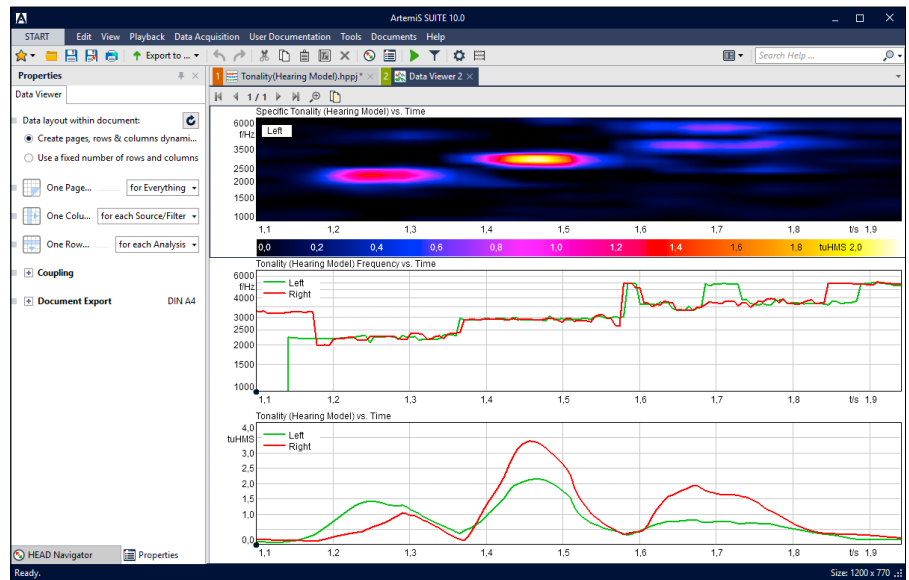 ArtemiS SUITE 10.0
START Edit View Playback Data Acquisition User Documentation Tools Documents Help
Export to ... Search Help ...
Properties
1 Tonality(Hearing Model).hppj* 2 Data Viewer 2
Data Viewer
1 / 1
Data layout within document:
Create pages, rows & columns dynami...
Use a fixed number of rows and columns
One Page... for Everything
One Colu... for each Source/Filter
One Row... for each Analysis
Coupling
Document Export DIN A4
HEAD Navigator Properties
Specific Tonality (Hearing Model) vs. Time
6000
f/Hz
Left
3500
2500
2000
1500
1000
1,1 1,2 1,3 1,4 1,5 1,6 1,7 1,8 t/s 1,9
0,0 0,2 0,4 0,6 0,8 1,0 1,2 1,4 1,6 1,8 tuHMS 2,0
Tonality (Hearing Model) Frequency vs. Time
6000
f/Hz
Left
4000
Right
3000
2500
2000
1500
1000
1,1 1,2 1,3 1,4 1,5 1,6 1,7 1,8 t/s 1,9
Tonality (Hearing Model) vs. Time
4,0
tuHMS
Left
3,0
Right
2,5
2,0
1,5
1,0
0,0
1,1 1,2 1,3 1,4 1,5 1,6 1,7 1,8 t/s 1,9
Ready. Size: 1200 x 770